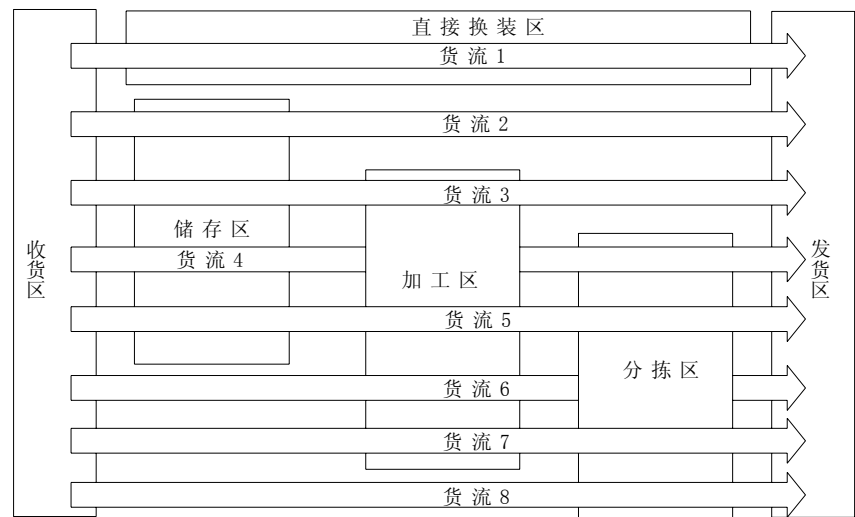 直接换装区
货流1
货流2
货流3
储存区
货流4
收货区
发货区
加工区
货流5
分拣区
货流6
货流7
货流8